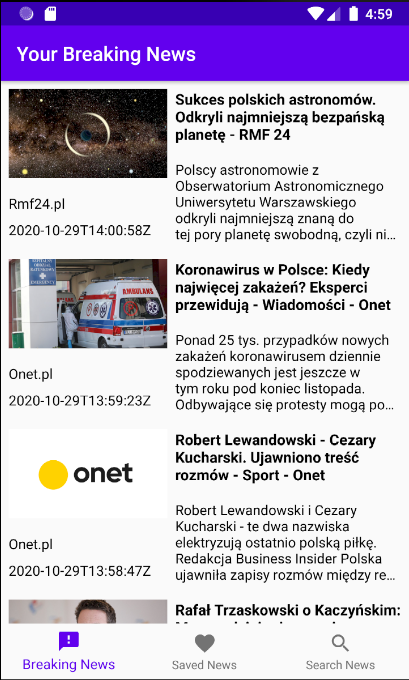 4:59
Your Breaking News
Sukces polskich astronomów.
Odkryli najmniejszą bezpańską
planetę - RMF 24
Polscy astronomowie z
Obserwatorium Astronomicznego
Uniwersytetu Warszawskiego
odkryli najmniejszą znaną do
tej pory planetę swobodną, czyli ni...
Rmf24.pl
2020-10-29T14:00:58Z
AMBULANS
Koronawirus w Polsce: Kiedy
najwięcej zakażeń? Eksperci
przewidują - Wiadomości - Onet
Ponad 25 tys. przypadków nowych
zakażeń koronawirusem dziennie
spodziewanych jest jeszcze w
tym roku pod koniec listopada.
Odbywające się protesty mogą po...
Onet.pl
2020-10-29T13:59:23Z
onet
Robert Lewandowski - Cezary
Kucharski. Ujawniono treść
rozmów - Sport - Onet
Robert Lewandowski i Cezary
Kucharski - te dwa nazwiska
elektryzują ostatnio polską piłkę.
Redakcja Business Insider Polska
ujawniła zapisy rozmów między re...
Onet.pl
2020-10-29T13:58:47Z
Rafał Trzaskowski o Kaczyńskim:
Breaking News
Saved News
Search News